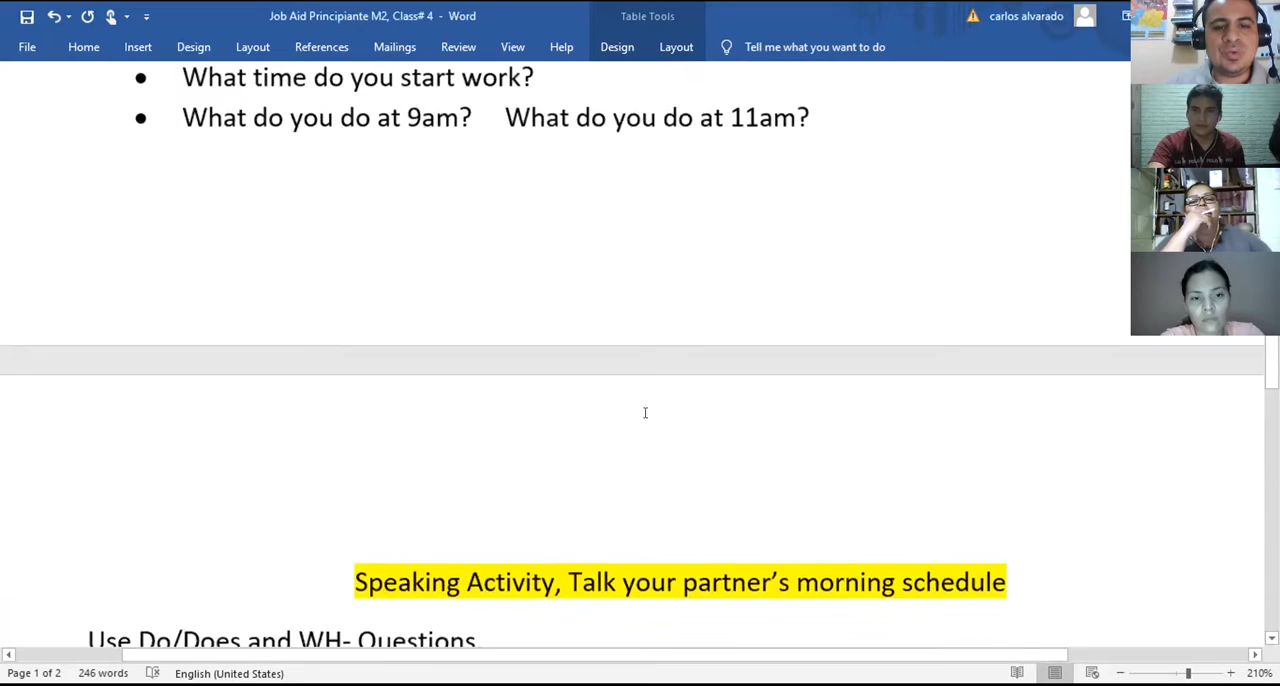 Job Aid Principiante M2, Class# 4 - Word
Table Tools
carlos alvarado
File Home Insert Design Layout References Mailings Review View Help Design Layout Tell me what you want to do
• What time do you start work?
• What do you do at 9am? What do you do at 11am?
Speaking Activity, Talk your partner’s morning schedule
Use Do/Does and WH- Questions
Page 1 of 2 246 words English (United States) 210%